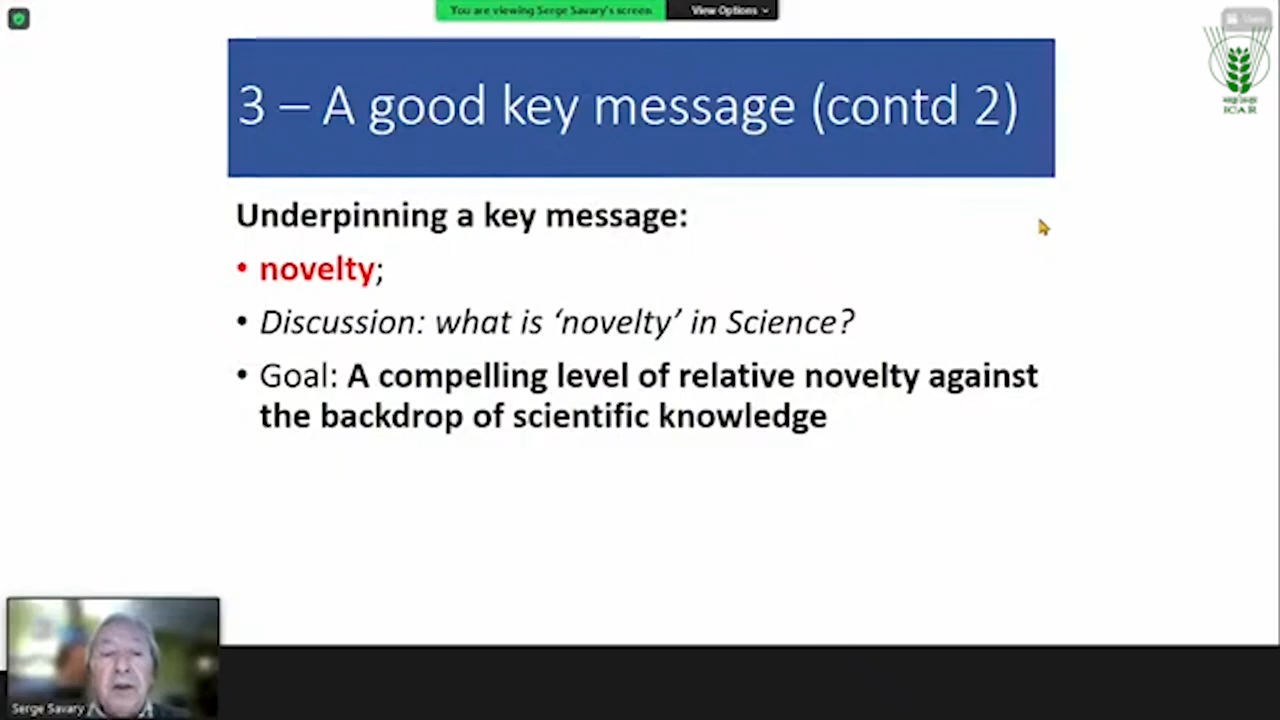 You are viewing Serge Savary's screen
View Options
3 – A good key message (contd 2)
ICAR
Underpinning a key message:
• novelty;
• Discussion: what is ‘novelty’ in Science?
• Goal: A compelling level of relative novelty against
the backdrop of scientific knowledge
Serge Savary